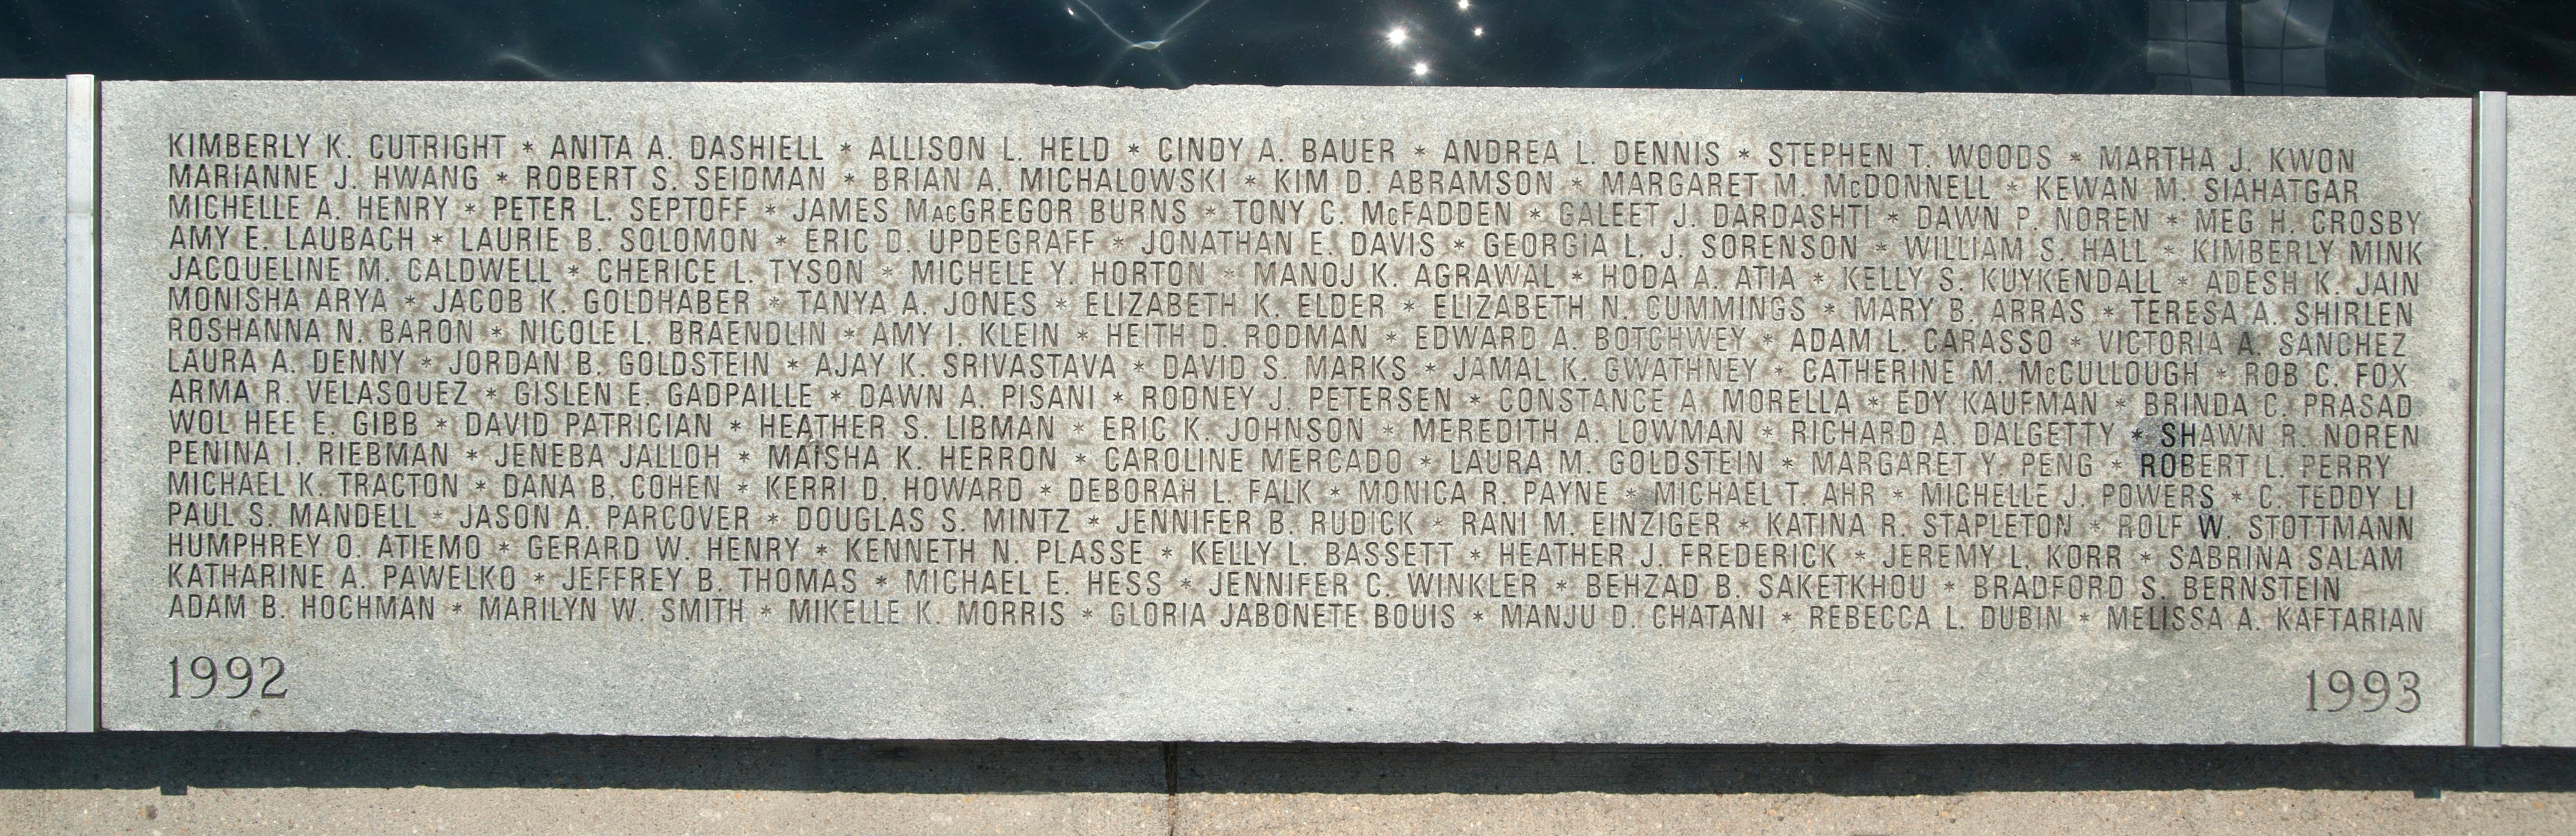 KIMBERLY K. CUTRIGHT * ANITA A. DASHIELL * ALLISON L. HELD * CINDY A. BAUER * ANDREA L. DENNIS * STEPHEN T. WOODS * MARTHA J. KWON
MARIANNE J. HWANG * ROBERT S. SEIDMAN * BRIAN A. MICHALOWSKI * KIM D. ABRAMSON * MARGARET M. McDONNELL * KEWAN M. SIAHATGAR
MICHELLE A. HENRY * PETER L. SEPTOFF * JAMES MacGREGOR BURNS * TONY C. McFADDEN * GALEET J. DARDASHTI * DAWN P. NOREN * MEG H. CROSBY
AMY E. LAUBACH * LAURIE B. SOLOMON * ERIC D. UPDEGRAFF * JONATHAN E. DAVIS * GEORGIA L. J. SORENSON * WILLIAM S. HALL * KIMBERLY MINK
JACQUELINE M. CALDWELL * CHERICE L. TYSON * MICHELE Y. HORTON * MANOJ K. AGRAWAL * HODA A. ATIA * KELLY S. KUYKENDALL * ADESH K. JAIN
MONISHA ARYA * JACOB K. GOLDHABER * TANYA A. JONES * ELIZABETH K. ELDER * ELIZABETH N. CUMMINGS * MARY B. ARRAS * TERESA A. SHIRLEN
ROSHANNA N. BARON * NICOLE L. BRAENDLIN * AMY I. KLEIN * HEITH D. RODMAN * EDWARD A. BOTCHWEY * ADAM L. CARASSO * VICTORIA A. SANCHEZ
LAURA A. DENNY * JORDAN B. GOLDSTEIN * AJAY K. SRIVASTAVA * DAVID S. MARKS * JAMAL K. GWATHNEY * CATHERINE M. McCULLOUGH * ROB C. FOX
ARMA R. VELASQUEZ * GISLEN E. GADPAILLE * DAWN A. PISANI * RODNEY J. PETERSEN * CONSTANCE A. MORELLA * EDY KAUFMAN * BRINDA C. PRASAD
WOL HEE E. GIBB * DAVID PATRICIAN * HEATHER S. LIBMAN * ERIC K. JOHNSON * MEREDITH A. LOWMAN * RICHARD A. DALGETTY * SHAWN R. NOREN
PENINA I. RIEBMAN * JENEBA JALLOH * MAISHA K. HERRON * CAROLINE MERCADO * LAURA M. GOLDSTEIN * MARGARET Y. PENG * ROBERT L. PERRY
MICHAEL K. TRACTON * DANA B. COHEN * KERRI D. HOWARD * DEBORAH L. FALK * MONICA R. PAYNE * MICHAEL T. AHR * MICHELLE J. POWERS * C. TEDDY LI
PAUL S. MANDELL * JASON A. PARCOVER * DOUGLAS S. MINTZ * JENNIFER B. RUDICK * RANI M. EINZIGER * KATINA R. STAPLETON * ROLF W. STOTTMANN
HUMPHREY O. ATIEMO * GERARD W. HENRY * KENNETH N. PLASSE * KELLY L. BASSETT * HEATHER J. FREDERICK * JEREMY L. KORR * SABRINA SALAM
KATHARINE A. PAWELKO * JEFFREY B. THOMAS * MICHAEL E. HESS * JENNIFER C. WINKLER * BEHZAD B. SAKETKHOU * BRADFORD S. BERNSTEIN
ADAM B. HOCHMAN * MARILYN W. SMITH * MIKELLE K. MORRIS * GLORIA JABONETE BOUIS * MANJU D. CHATANI * REBECCA L. DUBIN * MELISSA A. KAFTARIAN
1992 1993